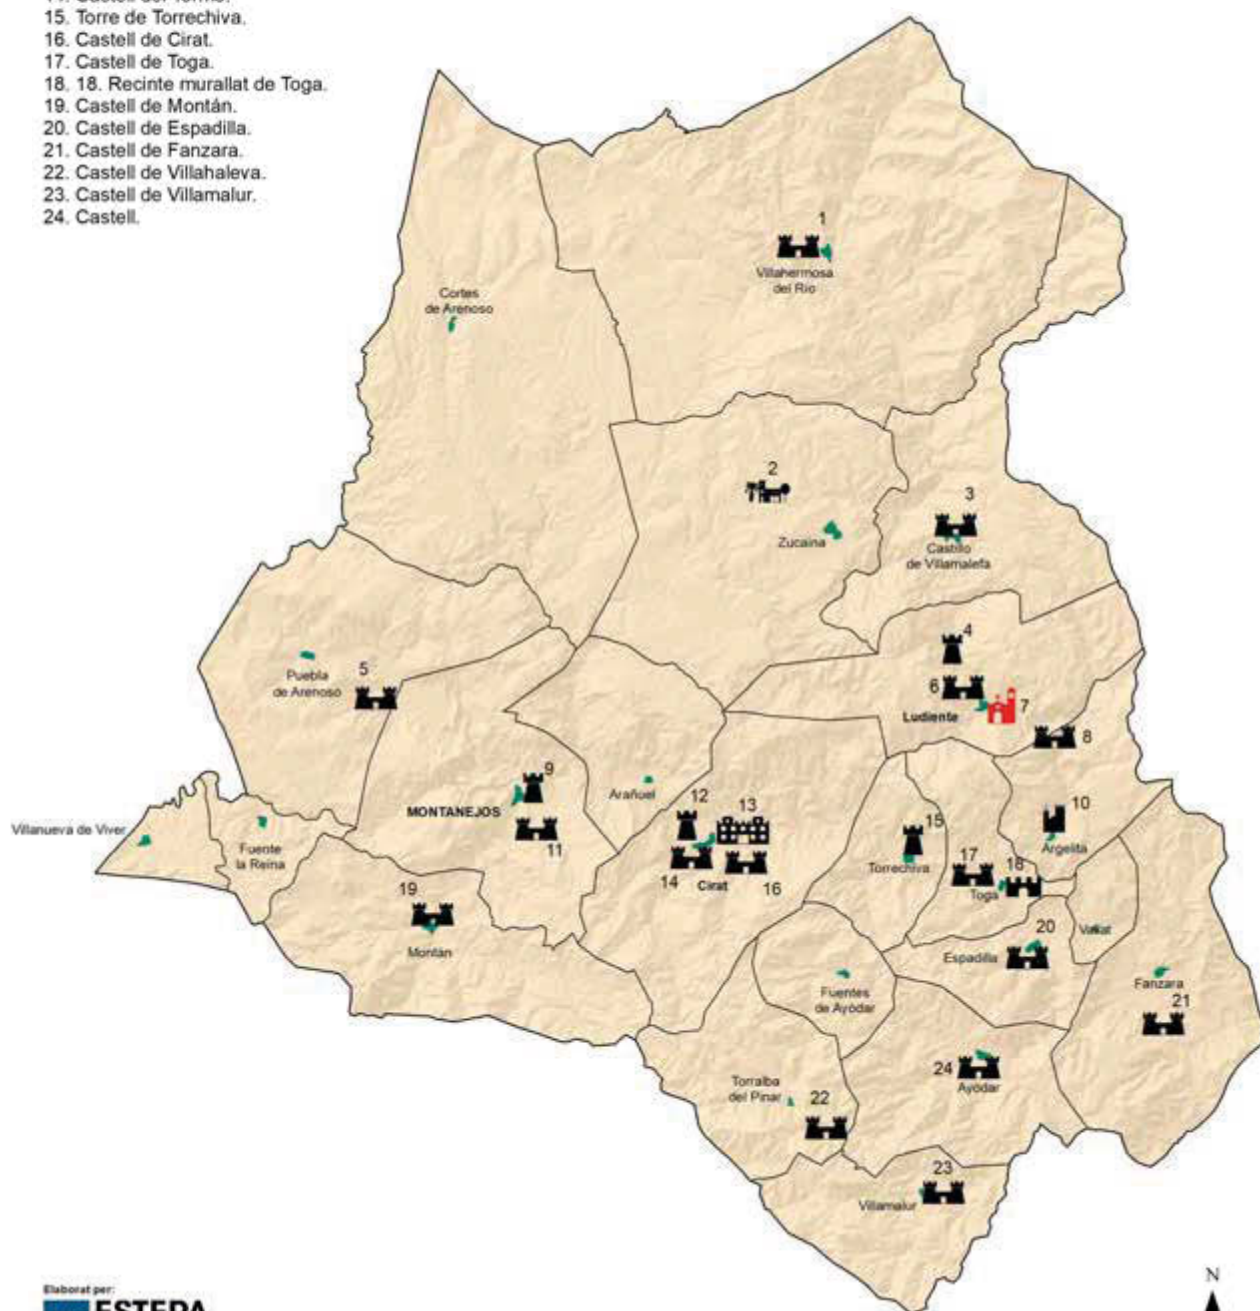 15. Torre de Torrechiva.
16. Castell de Cirat.
17. Castell de Toga.
18. 18. Recinte murallat de Toga.
19. Castell de Montán.
20. Castell de Espadilla.
21. Castell de Fanzara.
22. Castell de Villahaleva.
23. Castell de Villamalur.
24. Castell.
1
Villahermosa
del Río
Cortes
de Arenoso
2
Zucaina
3
Castillo
de Villamalefa
4
Puebla
de Arenoso
5
6
Ludiente
7
8
9
MONTANEJOS
11
Arañuel
12
13
14
Cirat
16
10
Argelita
15
Torrechiva
17
18
Toga
Villanueva de Viver
Fuente
la Reina
19
Montán
20
Espadilla
Vallat
Fanzara
21
Fuentes
de Ayódar
24
Ayódar
Torralba
del Pinar
22
23
Villamalur
Elaborat per:
N